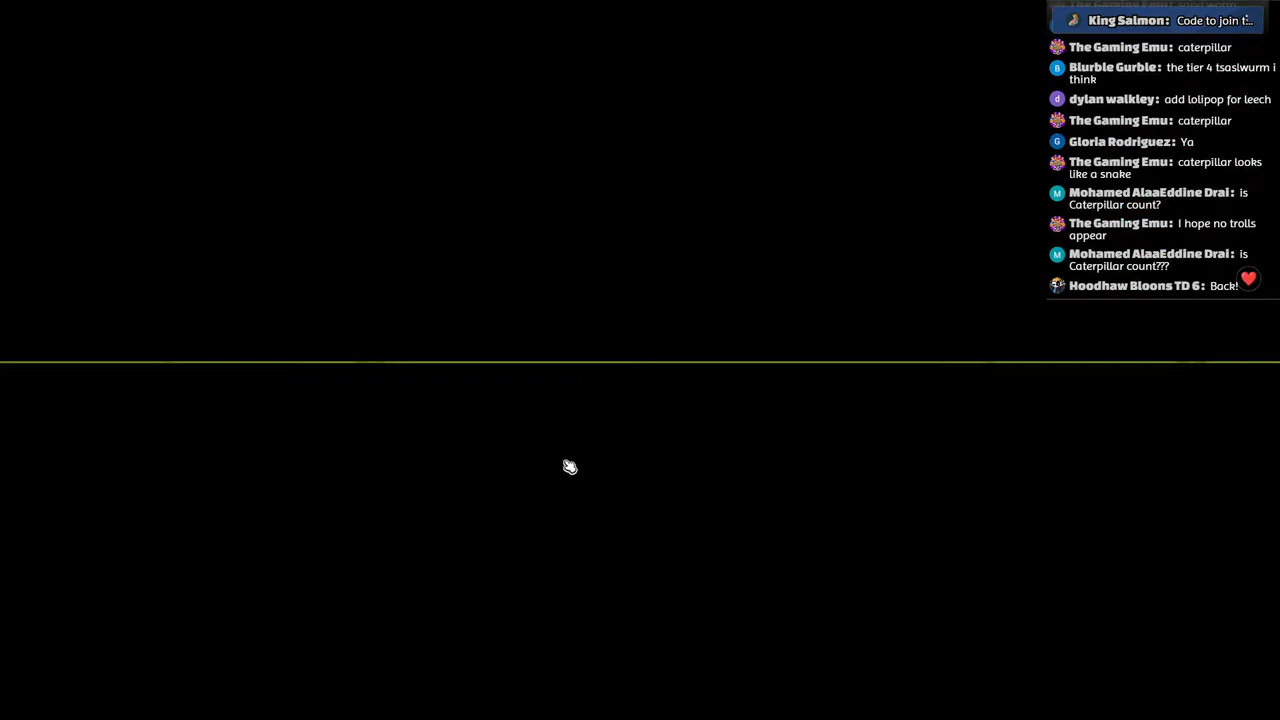 King Salmon: Code to join t...
The Gaming Emu: caterpillar
Blurble Gurble: the tier 4 tsaslwurm i
think
dylan walkley: add lolipop for leech
The Gaming Emu: caterpillar
Gloria Rodriguez: Ya
The Gaming Emu: caterpillar looks
like a snake
Mohamed AlaaEddine Drai: is
Caterpillar count?
The Gaming Emu: I hope no trolls
appear
Mohamed AlaaEddine Drai: is
Caterpillar count???
Hoodhaw Bloons TD 6: Back!